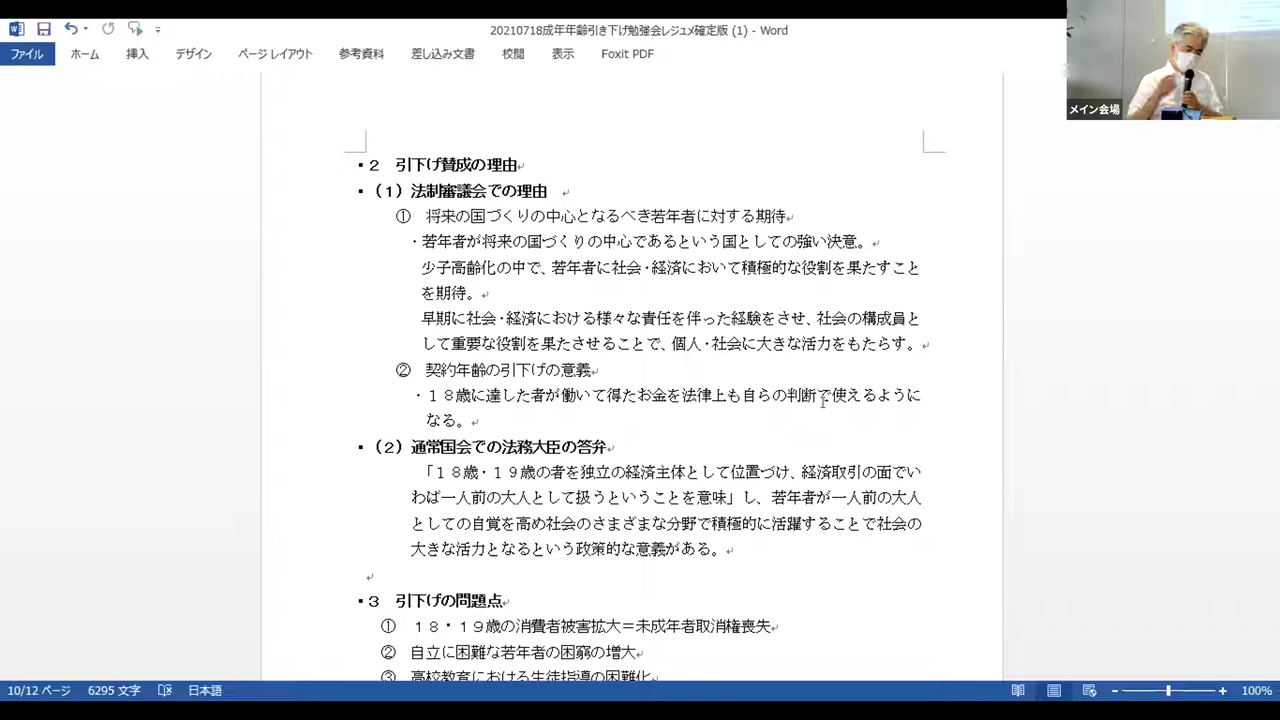 20210718成年年齢引き下げ勉強会レジュメ確定版 (1) - Word
ファイル ホーム 挿入 デザイン ページ レイアウト 参考資料 差し込み文書 校閲 表示 Foxit PDF
メイン会場
２　引下げ賛成の理由
（１）法制審議会での理由
①　将来の国づくりの中心となるべき若年者に対する期待
・若年者が将来の国づくりの中心であるという国としての強い決意。
少子高齢化の中で、若年者に社会・経済において積極的な役割を果たすこと
を期待。
早期に社会・経済における様々な責任を伴った経験をさせ、社会の構成員と
して重要な役割を果たさせることで、個人・社会に大きな活力をもたらす。
②　契約年齢の引下げの意義
・１８歳に達した者が働いて得たお金を法律上も自らの判断で使えるように
なる。
（２）通常国会での法務大臣の答弁
「１８歳・１９歳の者を独立の経済主体として位置づけ、経済取引の面でい
わば一人前の大人として扱うということを意味」し、若年者が一人前の大人
としての自覚を高め社会のさまざまな分野で積極的に活躍することで社会の
大きな活力となるという政策的な意義がある。
３　引下げの問題点
①　１８・１９歳の消費者被害拡大＝未成年者取消権喪失
②　自立に困難な若年者の困窮の増大
③　高校教育における生徒指導の困難化
10/12 ページ 6295 文字 日本語 100%